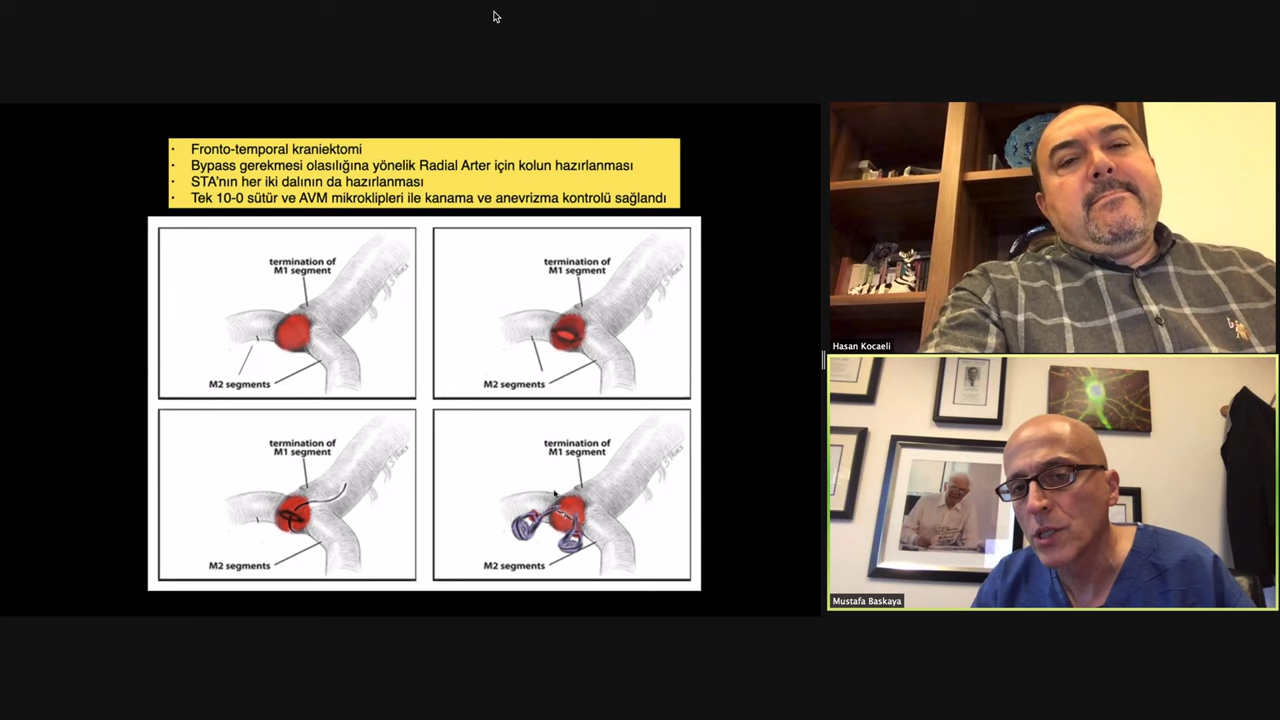 · Fronto-temporal kraniektomi
· Bypass gerekmesi olasılığına yönelik Radial Arter için kolun hazırlanması
· STA'nın her iki dalının da hazırlanması
· Tek 10-0 sütür ve AVM mikroklipleri ile kanama ve anevrizma kontrolü sağlandı
termination of
M1 segment
M2 segments
termination of
M1 segment
M2 segments
termination of
M1 segment
M2 segments
termination of
M1 segment
M2 segments
Hasan Kocaeli
Mustafa Baskaya